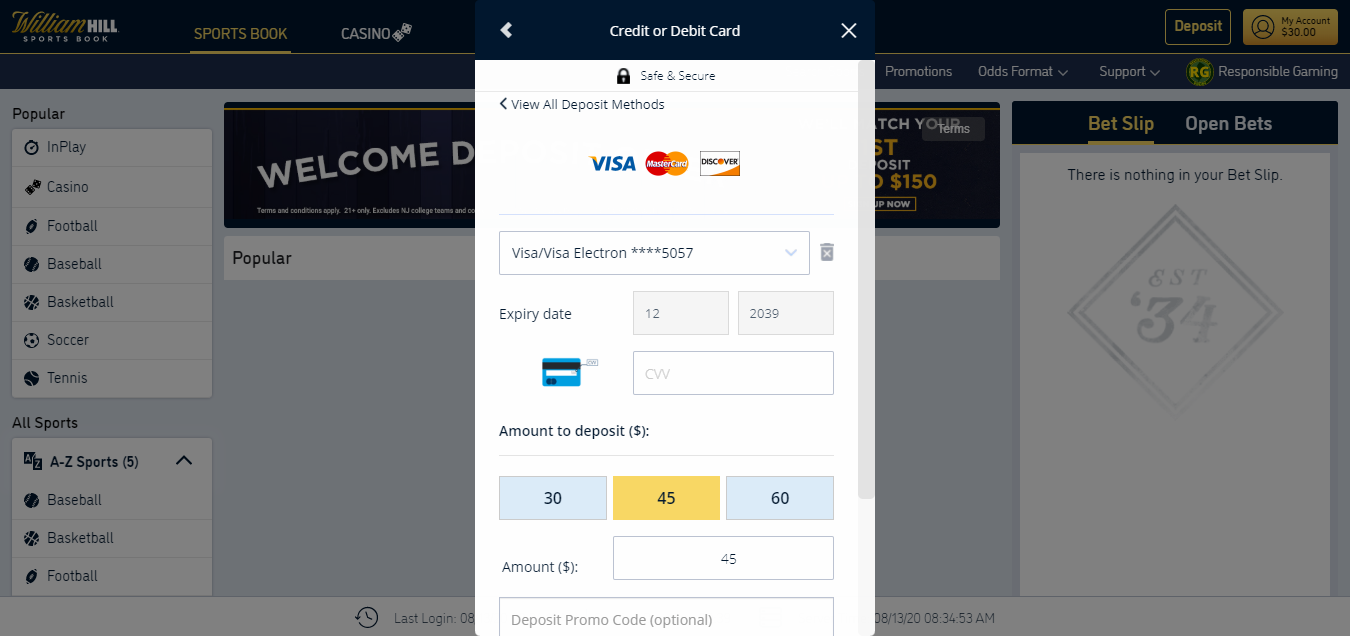 William HILL
SPORTS BOOK
SPORTS BOOK
CASINO
Credit or Debit Card
Deposit
My Account
$30.00
Safe & Secure
Promotions
Odds Format
Support
RG
Responsible Gaming
View All Deposit Methods
Popular
InPlay
Casino
Football
Baseball
Basketball
Soccer
Tennis
All Sports
A-Z Sports (5)
Baseball
Basketball
Football
WELCOME DEPOSIT
Terms and conditions apply. 21+ only. Excludes NJ college teams and co
TCH YOUR
ST
POSIT
O $150
UP NOW
Terms
Popular
VISA
MasterCard
DISCOVER
Visa/Visa Electron ****5057
Expiry date
12
2039
CVV
Amount to deposit ($):
30
45
60
Amount ($):
45
Deposit Promo Code (optional)
Bet Slip
Open Bets
There is nothing in your Bet Slip.
EST
‘34
Last Login: 08
08/13/20 08:34:53 AM